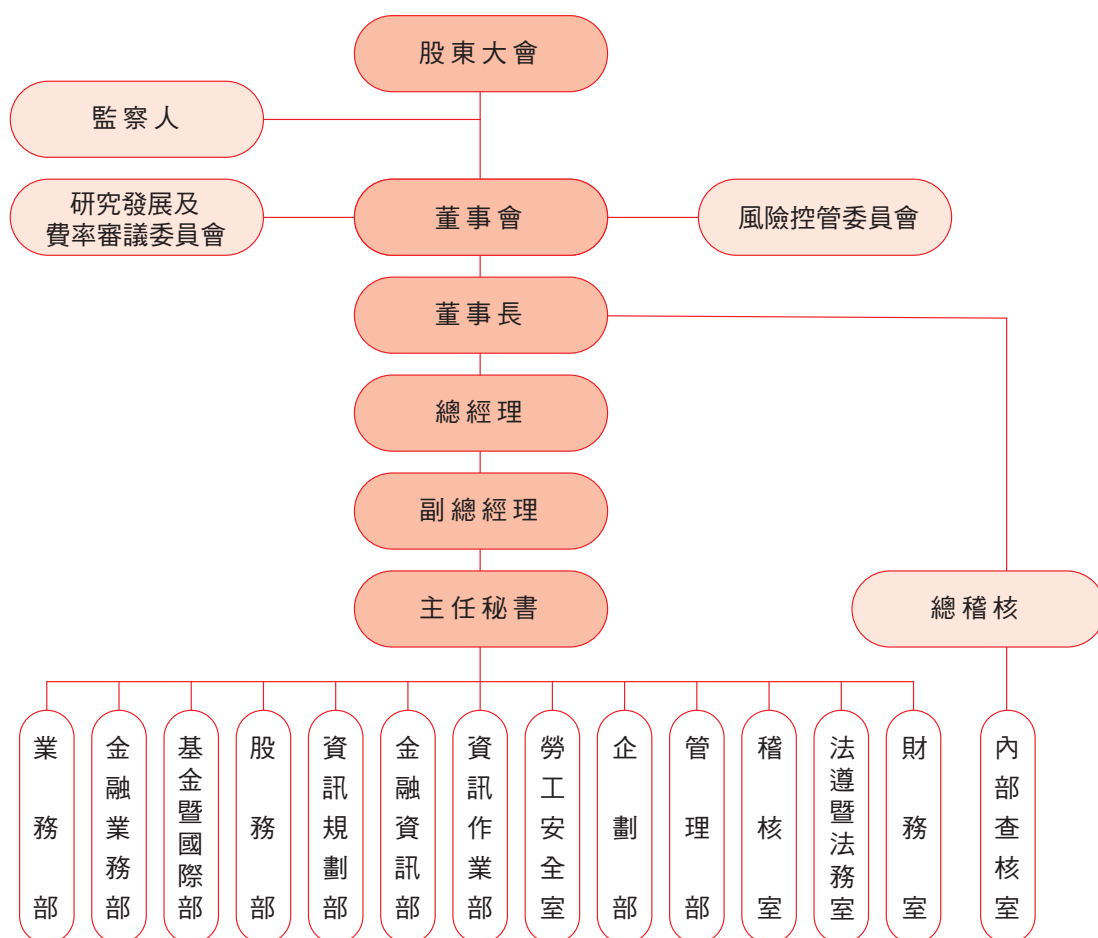 股東大會
監察人
研究發展及
費率審議委員會
董事會
風險控管委員會
董事長
總經理
副總經理
主任秘書
總稽核
業務部
金融業務部
基金暨國際部
股務部
資訊規劃部
金融資訊部
資訊作業部
勞工安全室
企劃部
管理部
稽核室
法遵暨法務室
財務室
內部查核室